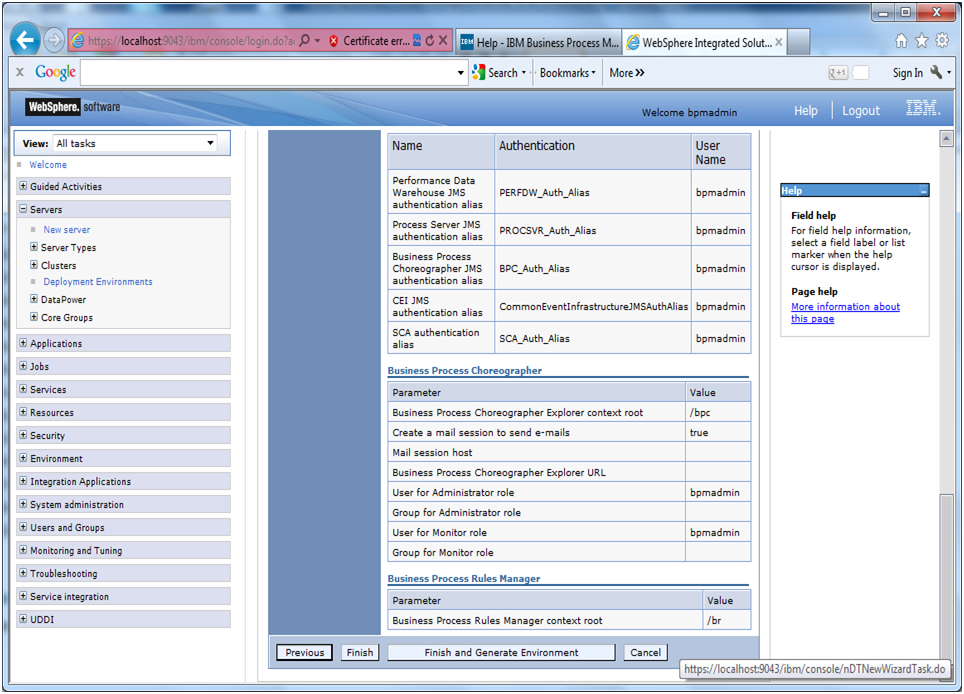 https://localhost:9043/ibm/console/login.do?a
Certificate err...
IBM Help - IBM Business Process M...
WebSphere Integrated Solut...
x Google
Search
Bookmarks
More »
+1
Sign In
WebSphere. software
Welcome bpmadmin
Help
Logout
IBM.
View: All tasks
Welcome
Guided Activities
Servers
New server
Server Types
Clusters
Deployment Environments
DataPower
Core Groups
Applications
Jobs
Services
Resources
Security
Environment
Integration Applications
System administration
Users and Groups
Monitoring and Tuning
Troubleshooting
Service integration
UDDI
Name Authentication User
Name
Performance Data
Warehouse JMS
authentication alias
PERFDW_Auth_Alias
bpmadmin
Process Server JMS
authentication alias
PROCSVR_Auth_Alias
bpmadmin
Business Process
Choreographer JMS
authentication alias
BPC_Auth_Alias
bpmadmin
CEI JMS
authentication alias
CommonEventInfrastructureJMSAuthAlias
bpmadmin
SCA authentication
alias
SCA_Auth_Alias
bpmadmin
Business Process Choreographer
Parameter Value
Business Process Choreographer Explorer context root /bpc
Create a mail session to send e-mails true
Mail session host
Business Process Choreographer Explorer URL
User for Administrator role bpmadmin
Group for Administrator role
User for Monitor role bpmadmin
Group for Monitor role
Business Process Rules Manager
Parameter Value
Business Process Rules Manager context root /br
Previous Finish Finish and Generate Environment Cancel
Help
Field help
For field help information,
select a field label or list
marker when the help
cursor is displayed.
Page help
More information about
this page
https://localhost:9043/ibm/console/nDTNewWizardTask.do